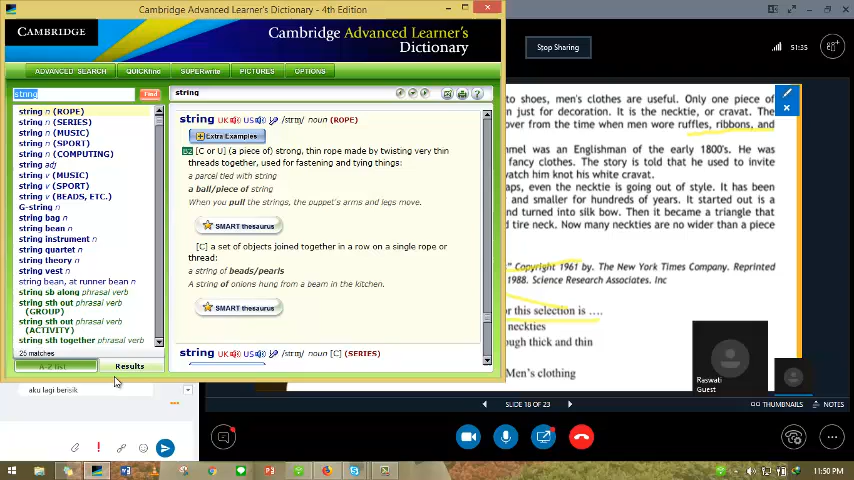 Cambridge Advanced Learner's Dictionary - 4th Edition
CAMBRIDGE
Cambridge Advanced Learner's
Dictionary
ADVANCED SEARCH
QUICKfind
SUPERwrite
PICTURES
OPTIONS
string
Find
string n (ROPE)
string n (SERIES)
string n (MUSIC)
string n (SPORT)
string n (COMPUTING)
string adj
string v (MUSIC)
string v (SPORT)
string v (BEADS, ETC.)
G-string n
string bag n
string bean n
string instrument n
string quartet n
string theory n
string vest n
string bean, at runner bean n
string sb along phrasal verb
string sth out phrasal verb
(GROUP)
string sth out phrasal verb
(ACTIVITY)
string sth together phrasal verb
25 matches
A-Z list
Results
string
string UK US /strɪŋ/ noun (ROPE)
Extra Examples
B2 [C or U] (a piece of) strong, thin rope made by twisting very thin
threads together, used for fastening and tying things:
a parcel tied with string
a ball/piece of string
When you pull the strings, the puppet's arms and legs move.
SMART thesaurus
[C] a set of objects joined together in a row on a single rope or
thread:
a string of beads/pearls
A string of onions hung from a beam in the kitchen.
SMART thesaurus
string UK US /strɪŋ/ noun [C] (SERIES)
aku lagi berisik
Stop Sharing
51:35
to shoes, men's clothes are useful. Only one piece of
just for decoration. It is the necktie, or cravat. The
over from the time when men wore ruffles, ribbons, and
mmel was an Englishman of the early 1800's. He was
fancy clothes. The story is told that he used to invite
watch him knot his white cravat.
aps, even the necktie is going out of style. It has been
and smaller for hundreds of years. It started out is a
and turned into silk bow. Then it became a triangle that
d tire neck. Now many neckties are no wider than a piece
" Copyright 1961 by. The New York Times Company. Reprinted
1988. Science Research Associates. Inc
or this selection is ....
neckties
ough thick and thin
Men's clothing
Raswati
Guest
SLIDE 18 OF 23
THUMBNAILS
NOTES
11:50 PM